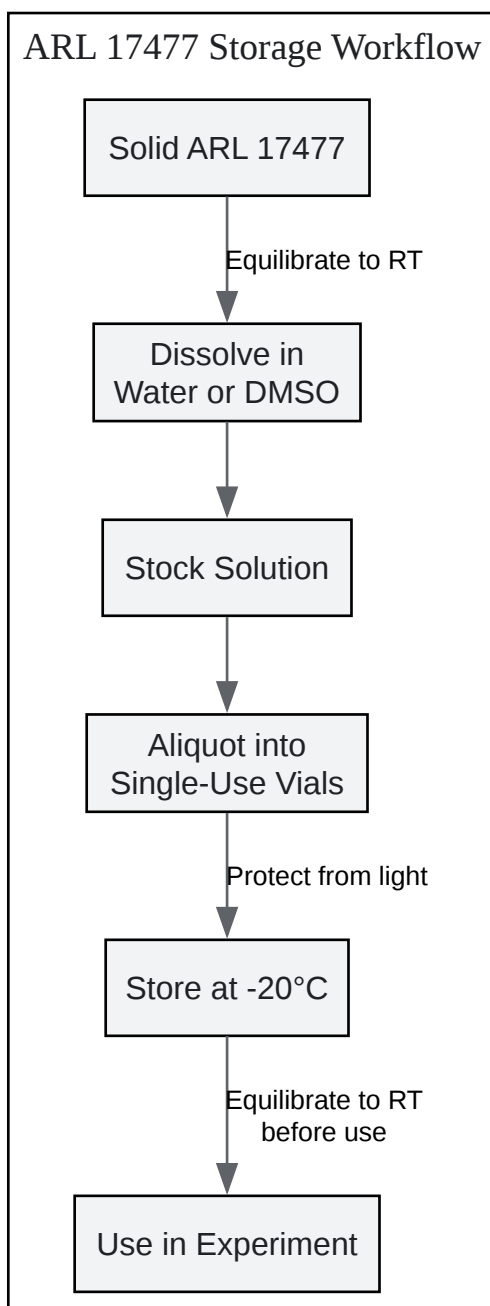 ARL 17477 Storage Workflow
Solid ARL 17477
Equilibrate to RT
Dissolve in
Water or DMSO
Stock Solution
Aliquot into
Single-Use Vials
Protect from light
Store at -20°C
Equilibrate to RT
before use
Use in Experiment